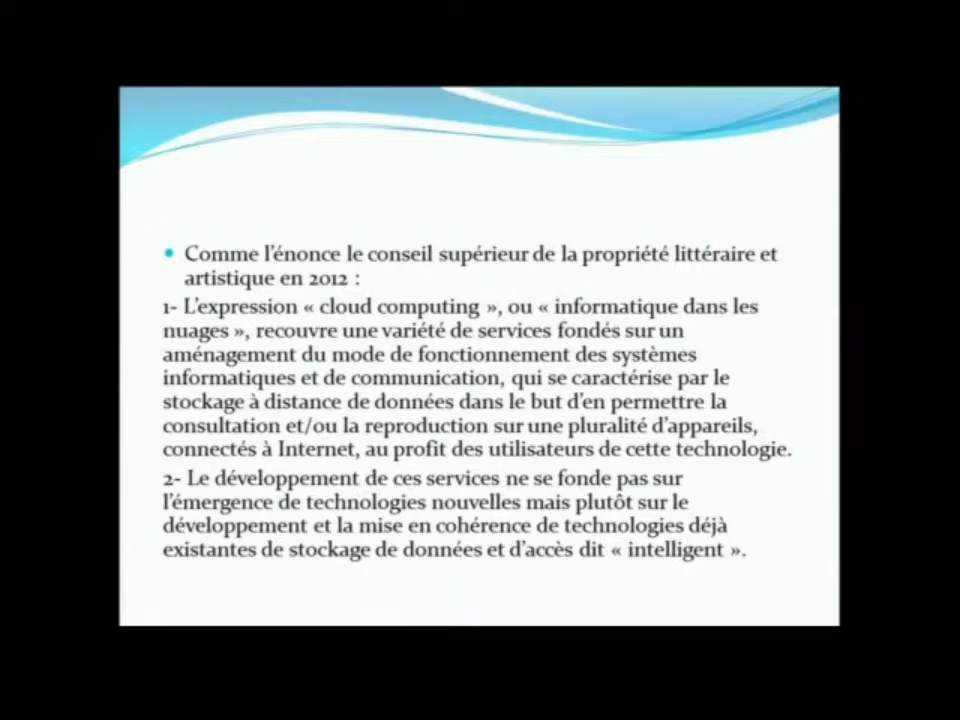 • Comme l'énonce le conseil supérieur de la propriété littéraire et
artistique en 2012 :
1- L'expression « cloud computing », ou « informatique dans les
nuages », recouvre une variété de services fondés sur un
aménagement du mode de fonctionnement des systèmes
informatiques et de communication, qui se caractérise par le
stockage à distance de données dans le but d'en permettre la
consultation et/ou la reproduction sur une pluralité d'appareils,
connectés à Internet, au profit des utilisateurs de cette technologie.
2- Le développement de ces services ne se fonde pas sur
l'émergence de technologies nouvelles mais plutôt sur le
développement et la mise en cohérence de technologies déjà
existantes de stockage de données et d'accès dit « intelligent ».